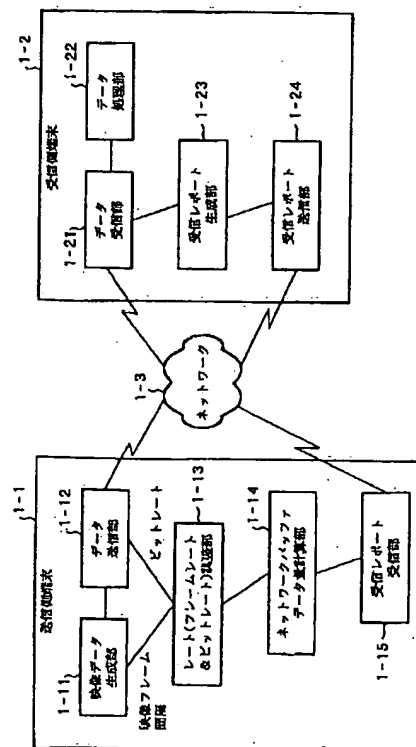 1-1
送信側端末
1-11
映像データ
生成部
1-12
データ
送信部
映像フレーム
間隔
ビットレート
1-13
レート(フレームレート
&ビットレート)調整部
1-14
ネットワークバッファ
データ量計算部
1-15
受信レポート
受信部
1-3
ネットワーク
1-2
受信側端末
1-21
データ
受信部
1-22
データ
処理部
1-23
受信レポート
生成部
1-24
受信レポート
送信部